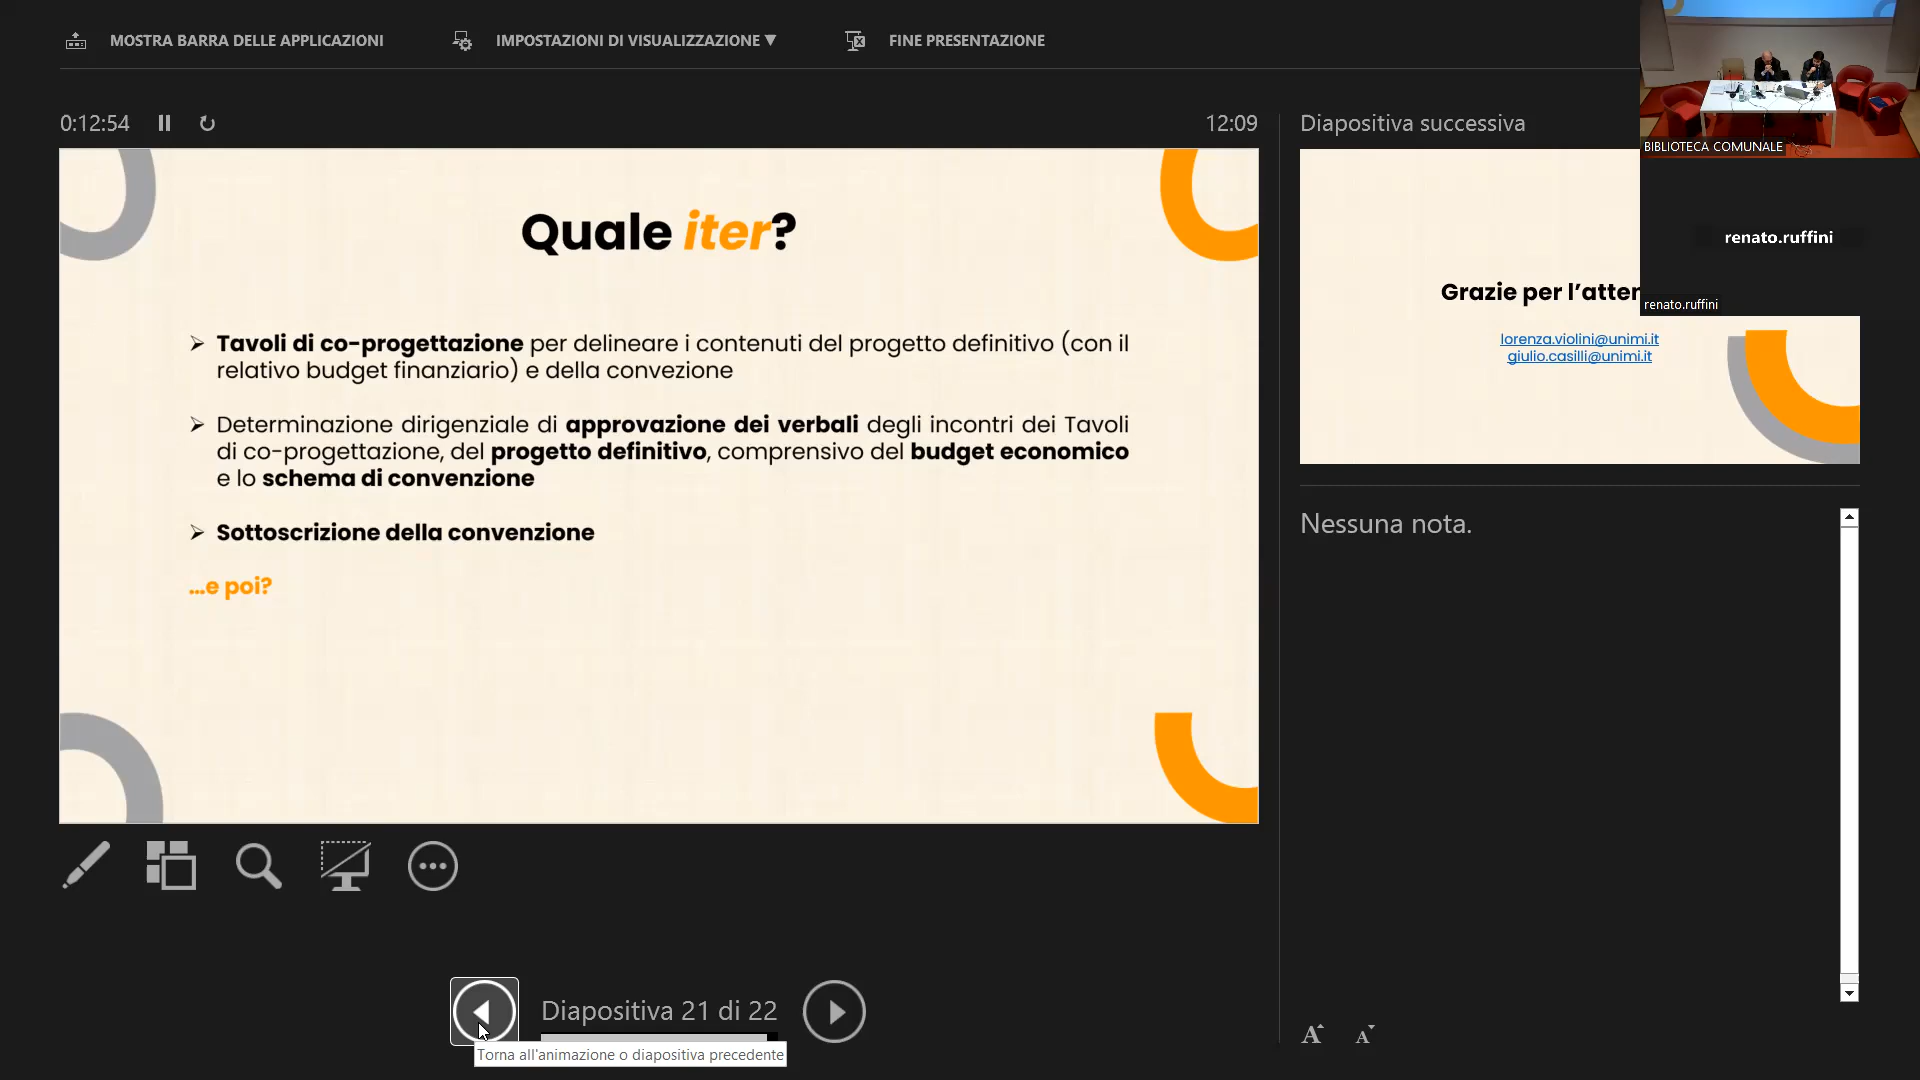 MOSTRA BARRA DELLE APPLICAZIONI
IMPOSTAZIONI DI VISUALIZZAZIONE ▼
FINE PRESENTAZIONE
BIBLIOTECA COMUNALE
0:12:54
12:09
Diapositiva successiva
Quale iter?
➢ Tavoli di co-progettazione per delineare i contenuti del progetto definitivo (con il
relativo budget finanziario) e della convezione
➢ Determinazione dirigenziale di approvazione dei verbali degli incontri dei Tavoli
di co-progettazione, del progetto definitivo, comprensivo del budget economico
e lo schema di convenzione
➢ Sottoscrizione della convenzione
...e poi?
renato.ruffini
renato.ruffini
Grazie per l'atten
lorenza.violini@unimi.it
giulio.casilli@unimi.it
Nessuna nota.
Diapositiva 21 di 22
Torna all'animazione o diapositiva precedente
A A